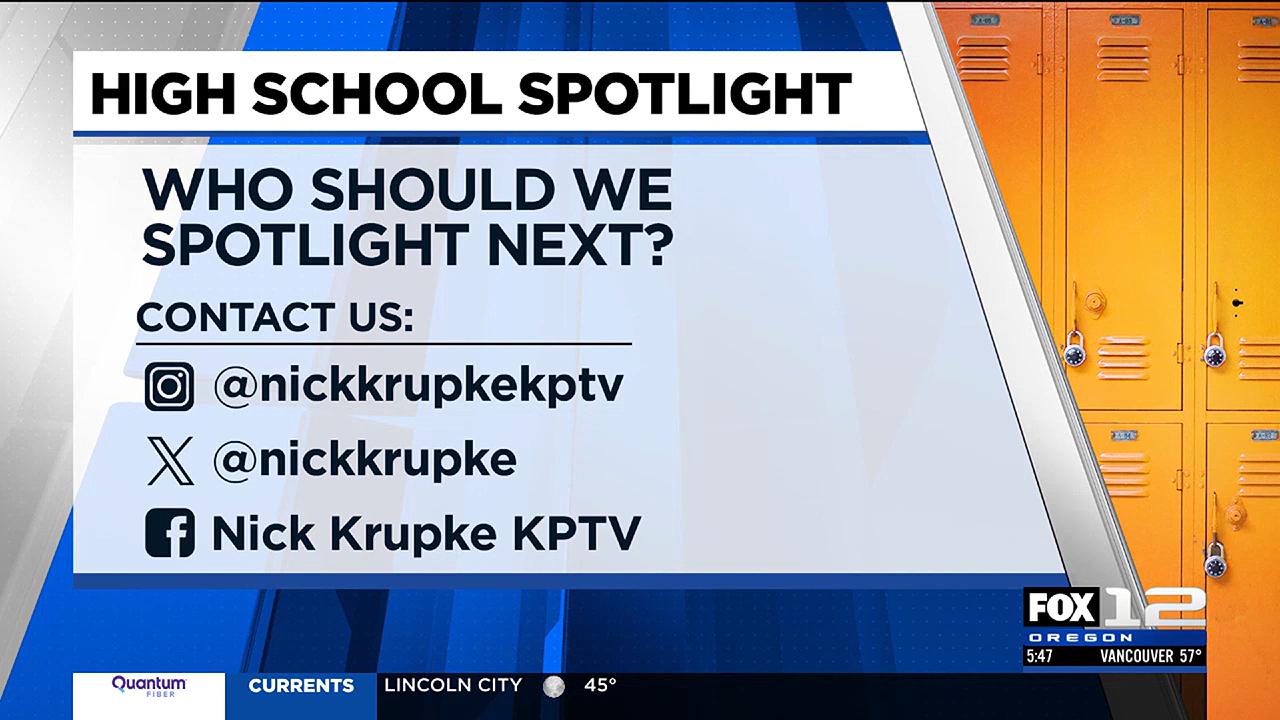 HIGH SCHOOL SPOTLIGHT
WHO SHOULD WE
SPOTLIGHT NEXT?
CONTACT US:
@nickkrupkekptv
@nickkrupke
Nick Krupke KPTV
FOX 12
OREGON
5:47 VANCOUVER 57°
Quantum
FIBER
CURRENTS LINCOLN CITY 45°